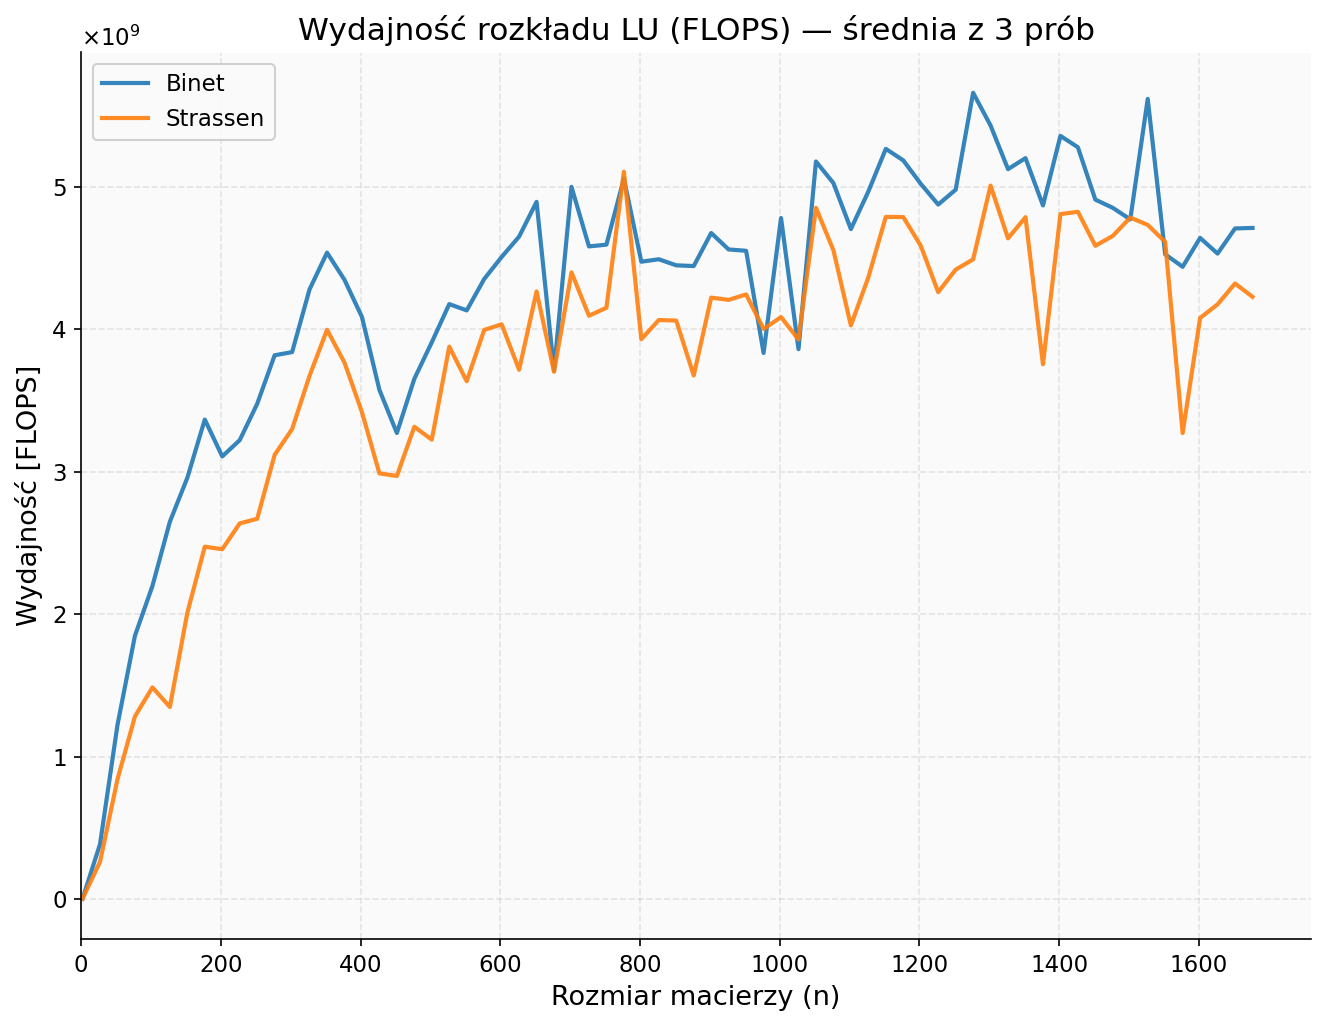 Wydajność rozkładu LU (FLOPS) — średnia z 3 prób
×10⁹
Binet
Strassen
5
4
3
2
1
0
Wydajność [FLOPS]
0 200 400 600 800 1000 1200 1400 1600
Rozmiar macierzy (n)